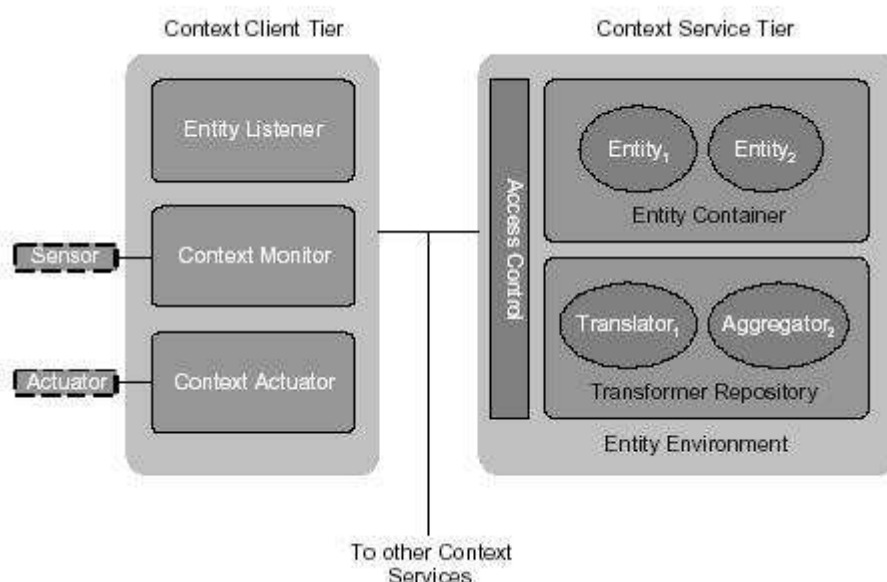 Context Client Tier
Context Service Tier
Entity Listener
Context Monitor
Context Actuator
Sensor
Actuator
Access Control
Entity₁
Entity₂
Entity Container
Translator₁
Aggregator₂
Transformer Repository
Entity Environment
To other Context
Services